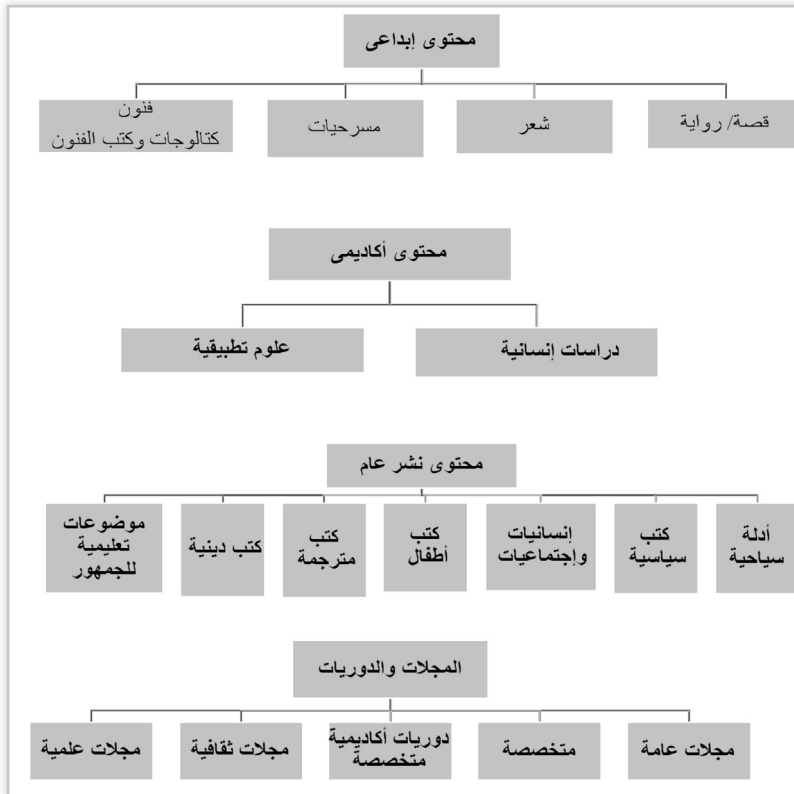 محتوى إبداعى
قصة/ رواية
شعر
مسرحيات
فنون
كتالوجات وكتب الفنون
محتوى أكاديمى
دراسات إنسانية
علوم تطبيقية
محتوى نشر عام
أدلة
سياحية
كتب
سياسية
إنسانيات
وإجتماعيات
كتب
أطفال
كتب
مترجمة
كتب دينية
موضوعات
تعليمية
للجمهور
المجلات والدوريات
مجلات عامة
متخصصة
دوريات أكاديمية
متخصصة
مجلات ثقافية
مجلات علمية